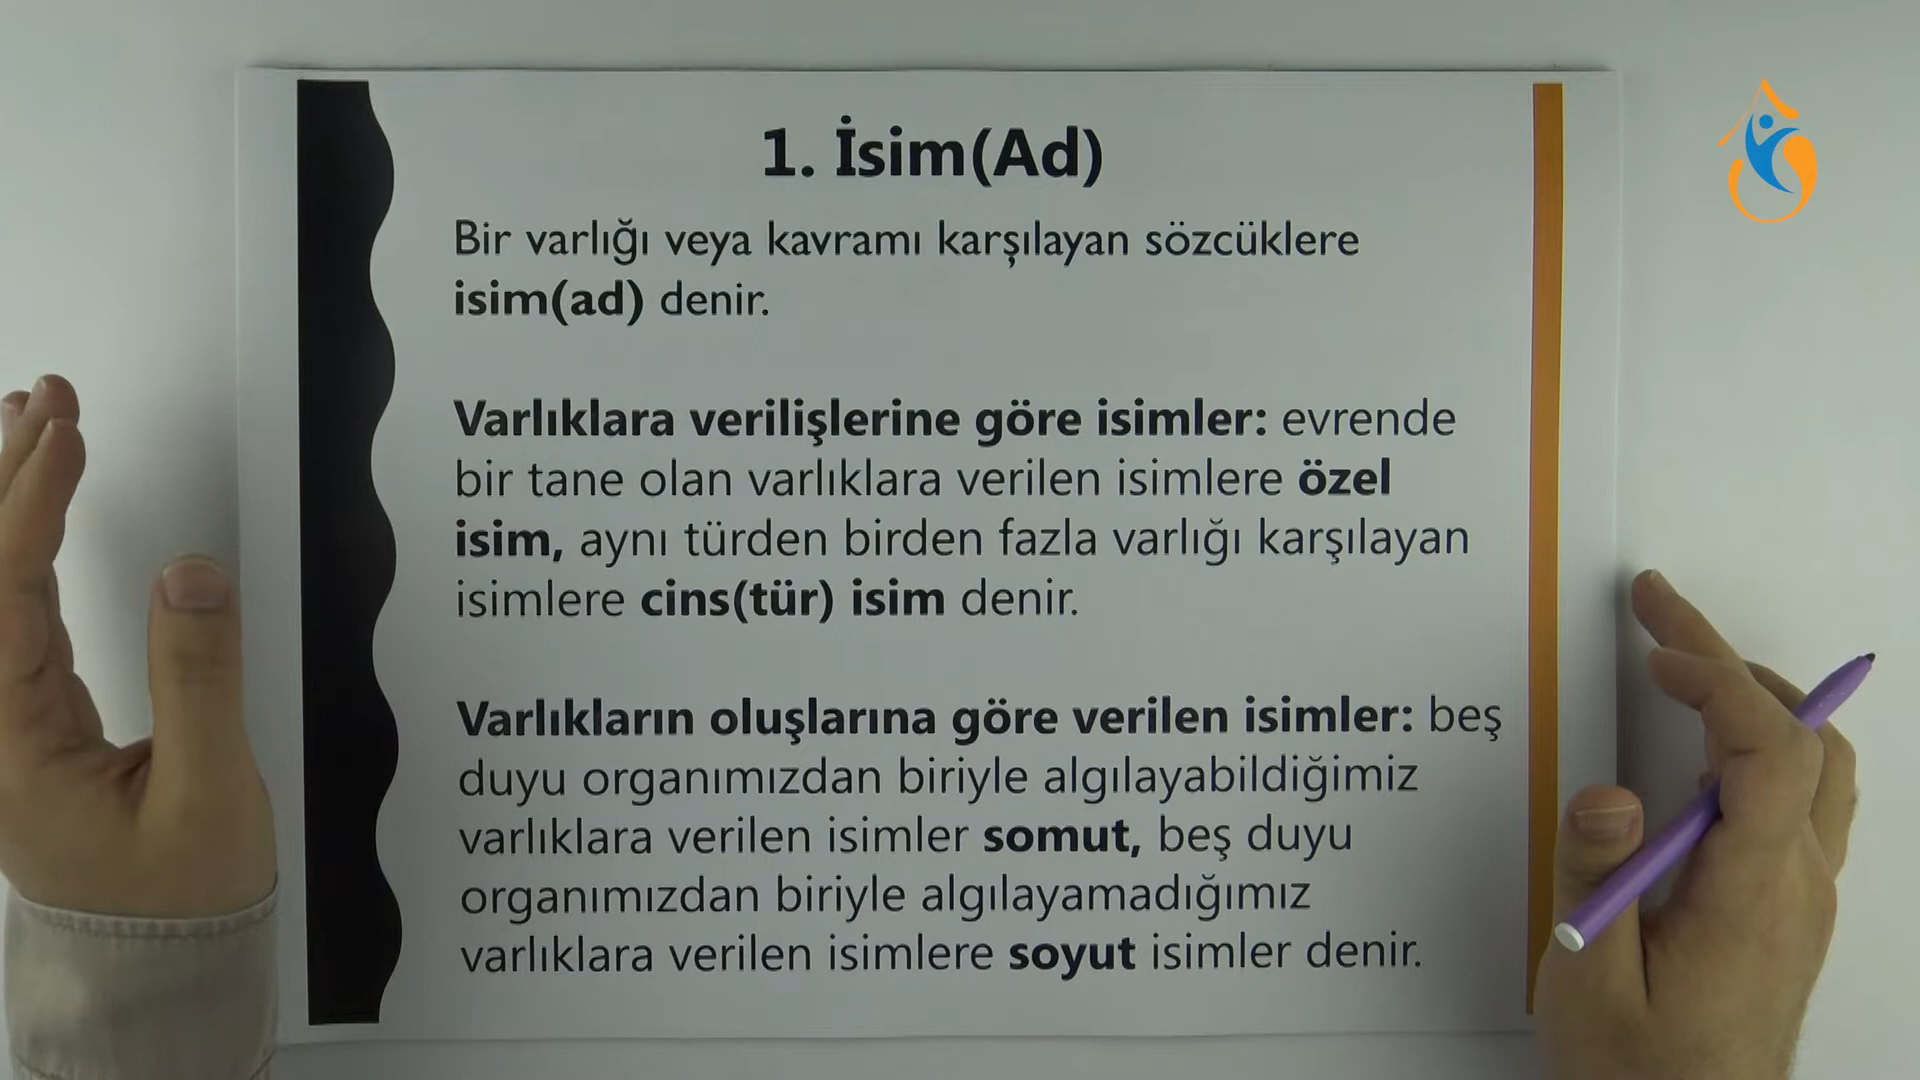 1. İsim(Ad)
Bir varlığı veya kavramı karşılayan sözcüklere
isim(ad) denir.
Varlıklara verilişlerine göre isimler: evrende
bir tane olan varlıklara verilen isimlere özel
isim, aynı türden birden fazla varlığı karşılayan
isimlere cins(tür) isim denir.
Varlıkların oluşlarına göre verilen isimler: beş
duyu organımızdan biriyle algılayabildiğimiz
varlıklara verilen isimler somut, beş duyu
organımızdan biriyle algılayamadığımız
varlıklara verilen isimlere soyut isimler denir.